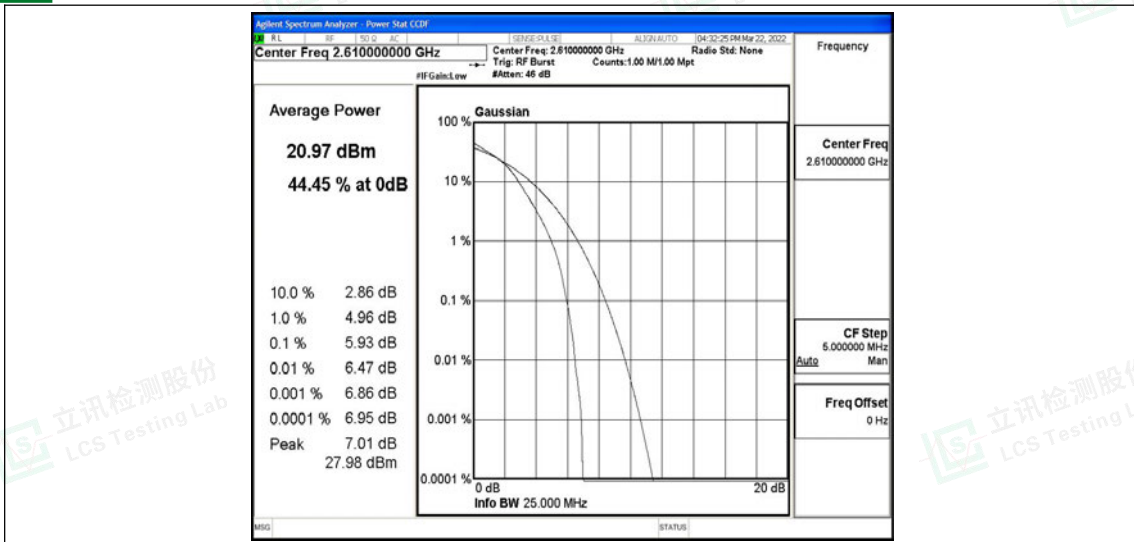 Agilent Spectrum Analyzer - Power Stat CCDF
RL RF 50 Ω AC SENSE:PULSE ALIGN AUTO 04:32:25 PM Mar 22, 2022
Center Freq 2.610000000 GHz
Center Freq: 2.610000000 GHz Radio Std: None
Trig: RF Burst Counts:1.00 M/1.00 Mpt
#IFGain:Low #Atten: 46 dB
Frequency
Average Power
20.97 dBm
44.45 % at 0dB
10.0 % 2.86 dB
1.0 % 4.96 dB
0.1 % 5.93 dB
0.01 % 6.47 dB
0.001 % 6.86 dB
0.0001 % 6.95 dB
Peak 7.01 dB
27.98 dBm
Gaussian
100 %
10 %
1 %
0.1 %
0.01 %
0.001 %
0.0001 %
0 dB 20 dB
Info BW 25.000 MHz
Center Freq
2.610000000 GHz
CF Step
5.000000 MHz
Auto Man
Freq Offset
0 Hz
MSG STATUS
立讯检测股份
LCS Testing Lab
立讯检测股份
LCS Testing L